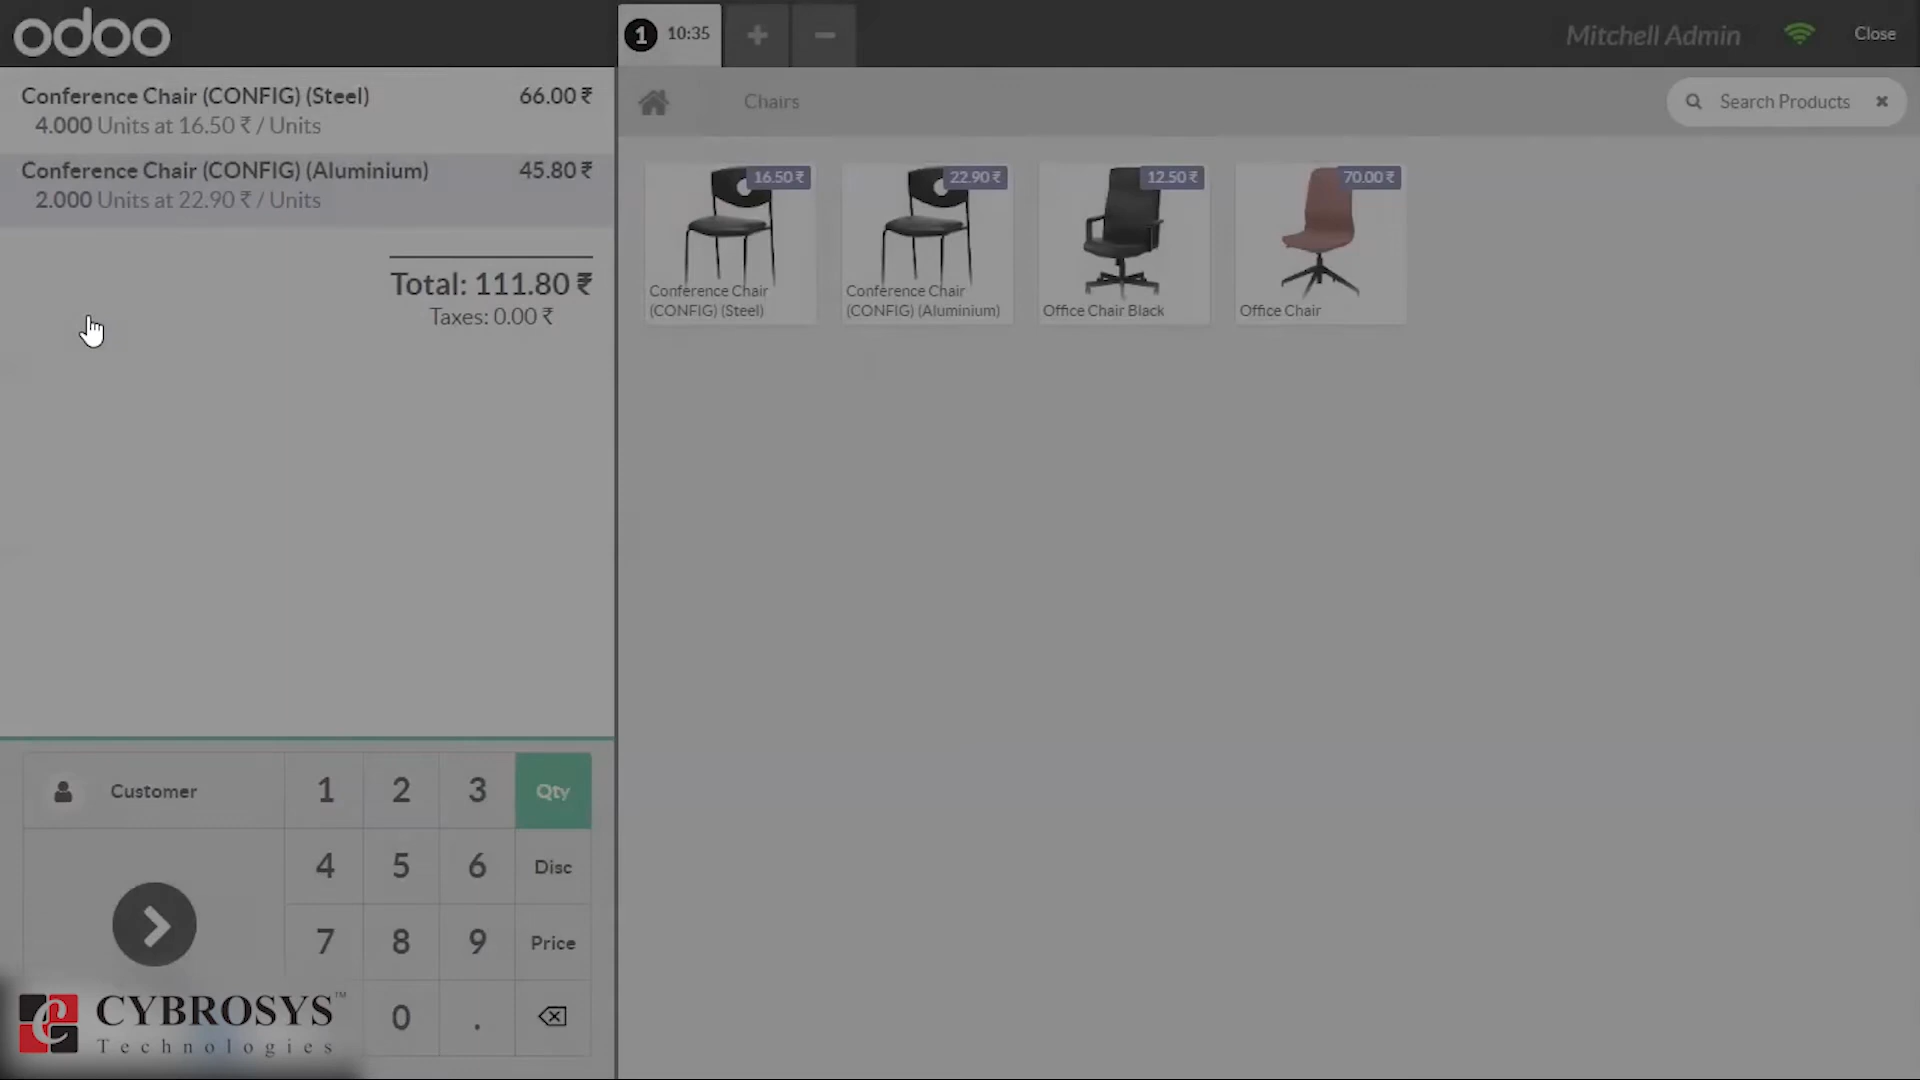 odoo
1 10:35
+
−
Mitchell Admin
Close
Conference Chair (CONFIG) (Steel) 66.00 ₹
4.000 Units at 16.50 ₹ / Units
Conference Chair (CONFIG) (Aluminium) 45.80 ₹
2.000 Units at 22.90 ₹ / Units
Total: 111.80 ₹
Taxes: 0.00 ₹
Chairs
Search Products
16.50 ₹
Conference Chair
(CONFIG) (Steel)
22.90 ₹
Conference Chair
(CONFIG) (Aluminium)
12.50 ₹
Office Chair Black
70.00 ₹
Office Chair
Customer 1 2 3 Qty
4 5 6 Disc
7 8 9 Price
0 .
CYBROSYS™
Technologies